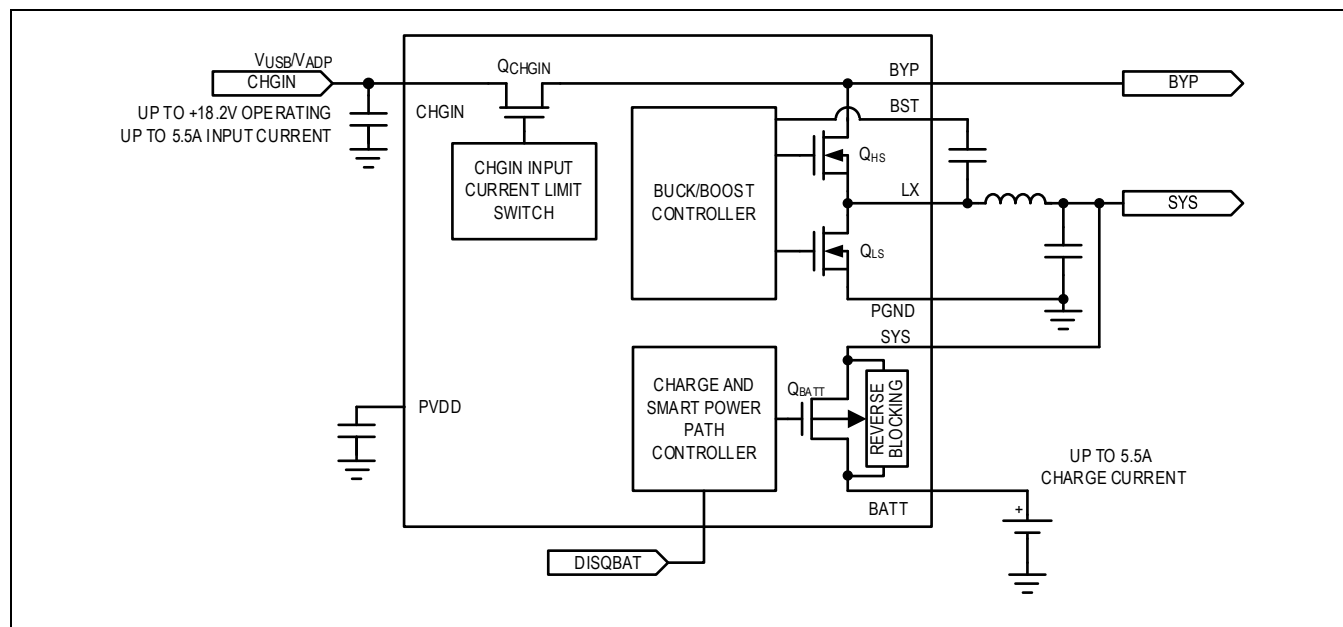 VUSB/VADP
CHGIN
UP TO +18.2V OPERATING
UP TO 5.5A INPUT CURRENT
CHGIN
QCHGIN
CHGIN INPUT
CURRENT LIMIT
SWITCH
BYP
BYP
BST
QHS
BUCK/BOOST
CONTROLLER
LX
SYS
QLS
PGND
SYS
CHARGE AND
SMART POWER
PATH
CONTROLLER
QBATT
REVERSE
BLOCKING
PVDD
UP TO 5.5A
CHARGE CURRENT
BATT
+
DISQBAT